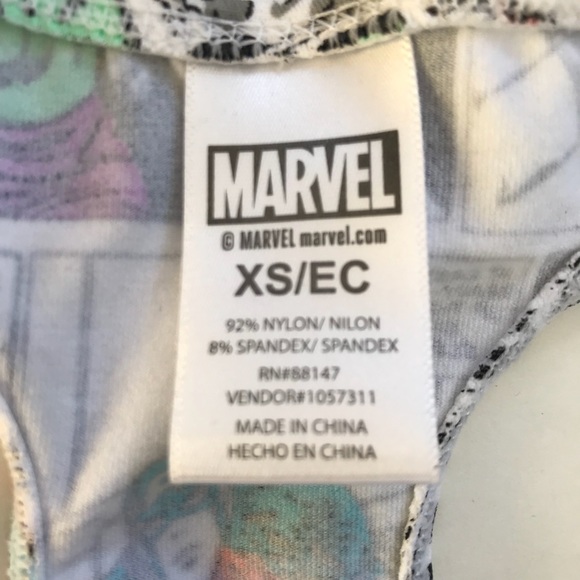 MARVEL
© MARVEL marvel.com
XS/EC
92% NYLON/ NILON
8% SPANDEX/ SPANDEX
RN#88147
VENDOR#1057311
MADE IN CHINA
HECHO EN CHINA